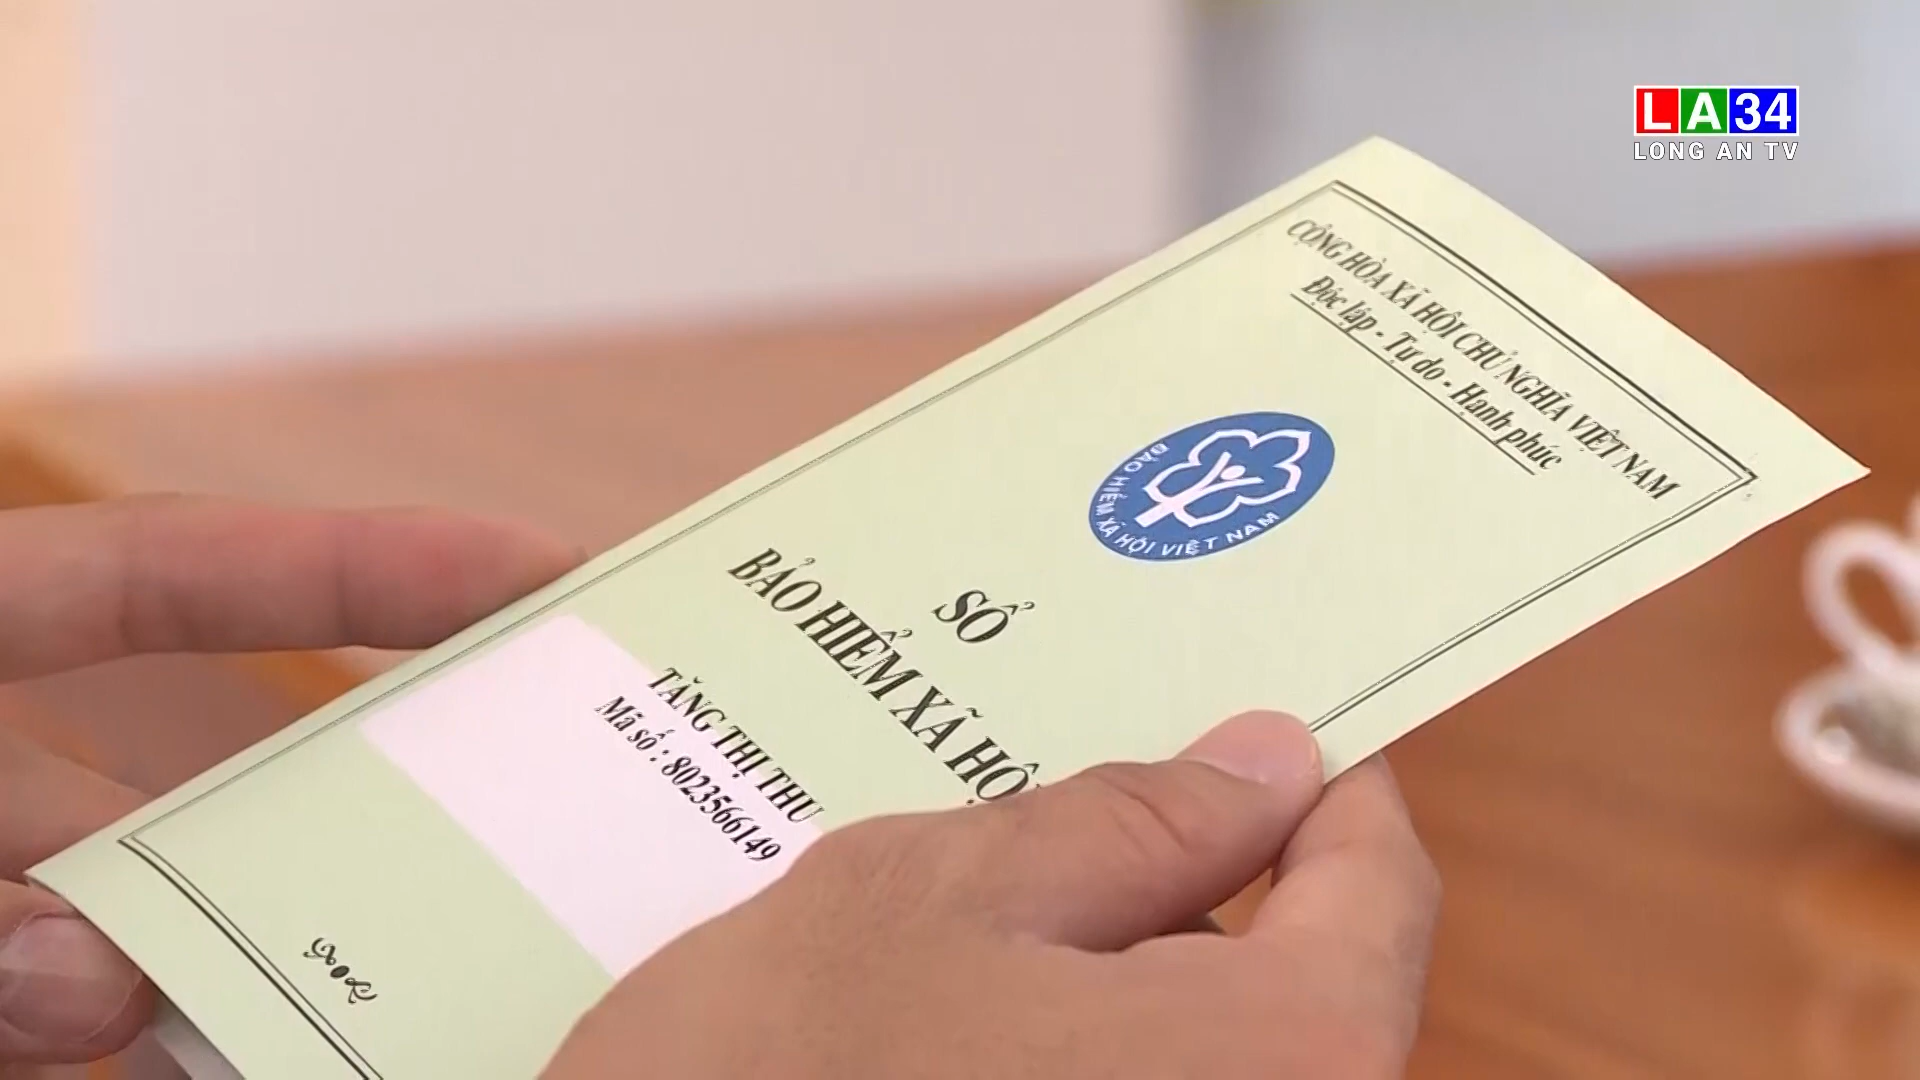 LA34
LONG AN TV
CỘNG HÒA XÃ HỘI CHỦ NGHĨA VIỆT NAM
Độc lập - Tự do - Hạnh phúc
BẢO HIỂM XÃ HỘI VIỆT NAM
SỔ
BẢO HIỂM XÃ HỘI
TĂNG THỊ THU
Mã số : 8023566149